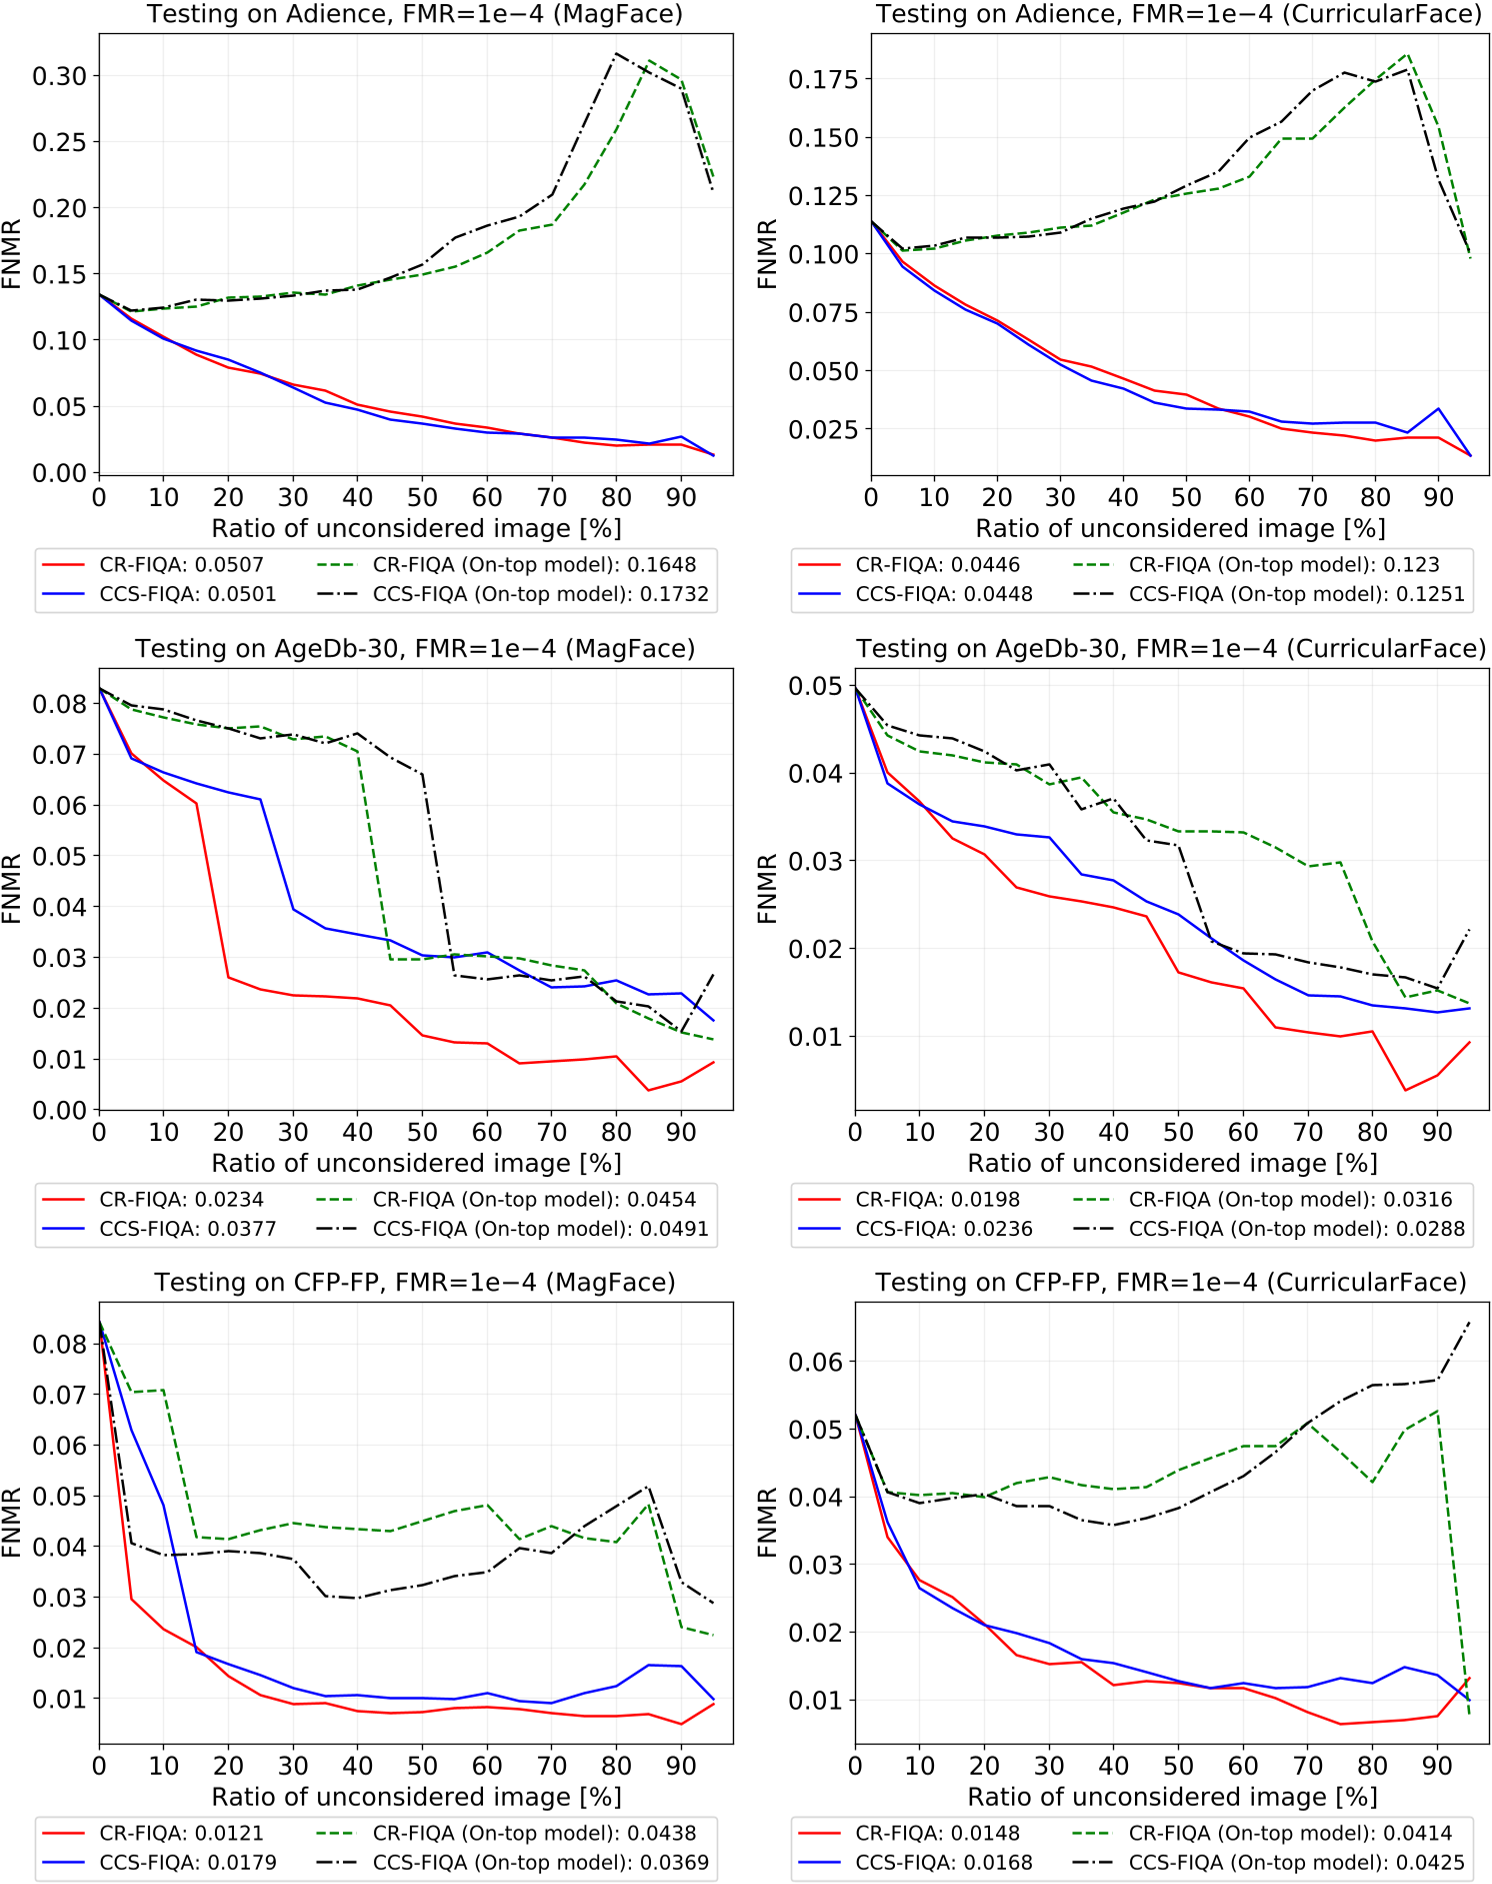 Testing on Adience, FMR=1e−4 (MagFace)
FNMR
0.30
0.25
0.20
0.15
0.10
0.05
0.00
0 10 20 30 40 50 60 70 80 90
Ratio of unconsidered image [%]
CR-FIQA: 0.0507
CCS-FIQA: 0.0501
CR-FIQA (On-top model): 0.1648
CCS-FIQA (On-top model): 0.1732
Testing on Adience, FMR=1e−4 (CurricularFace)
FNMR
0.175
0.150
0.125
0.100
0.075
0.050
0.025
0 10 20 30 40 50 60 70 80 90
Ratio of unconsidered image [%]
CR-FIQA: 0.0446
CCS-FIQA: 0.0448
CR-FIQA (On-top model): 0.123
CCS-FIQA (On-top model): 0.1251
Testing on AgeDb-30, FMR=1e−4 (MagFace)
FNMR
0.08
0.07
0.06
0.05
0.04
0.03
0.02
0.01
0.00
0 10 20 30 40 50 60 70 80 90
Ratio of unconsidered image [%]
CR-FIQA: 0.0234
CCS-FIQA: 0.0377
CR-FIQA (On-top model): 0.0454
CCS-FIQA (On-top model): 0.0491
Testing on AgeDb-30, FMR=1e−4 (CurricularFace)
FNMR
0.05
0.04
0.03
0.02
0.01
0 10 20 30 40 50 60 70 80 90
Ratio of unconsidered image [%]
CR-FIQA: 0.0198
CCS-FIQA: 0.0236
CR-FIQA (On-top model): 0.0316
CCS-FIQA (On-top model): 0.0288
Testing on CFP-FP, FMR=1e−4 (MagFace)
FNMR
0.08
0.07
0.06
0.05
0.04
0.03
0.02
0.01
0 10 20 30 40 50 60 70 80 90
Ratio of unconsidered image [%]
CR-FIQA: 0.0121
CCS-FIQA: 0.0179
CR-FIQA (On-top model): 0.0438
CCS-FIQA (On-top model): 0.0369
Testing on CFP-FP, FMR=1e−4 (CurricularFace)
FNMR
0.06
0.05
0.04
0.03
0.02
0.01
0 10 20 30 40 50 60 70 80 90
Ratio of unconsidered image [%]
CR-FIQA: 0.0148
CCS-FIQA: 0.0168
CR-FIQA (On-top model): 0.0414
CCS-FIQA (On-top model): 0.0425